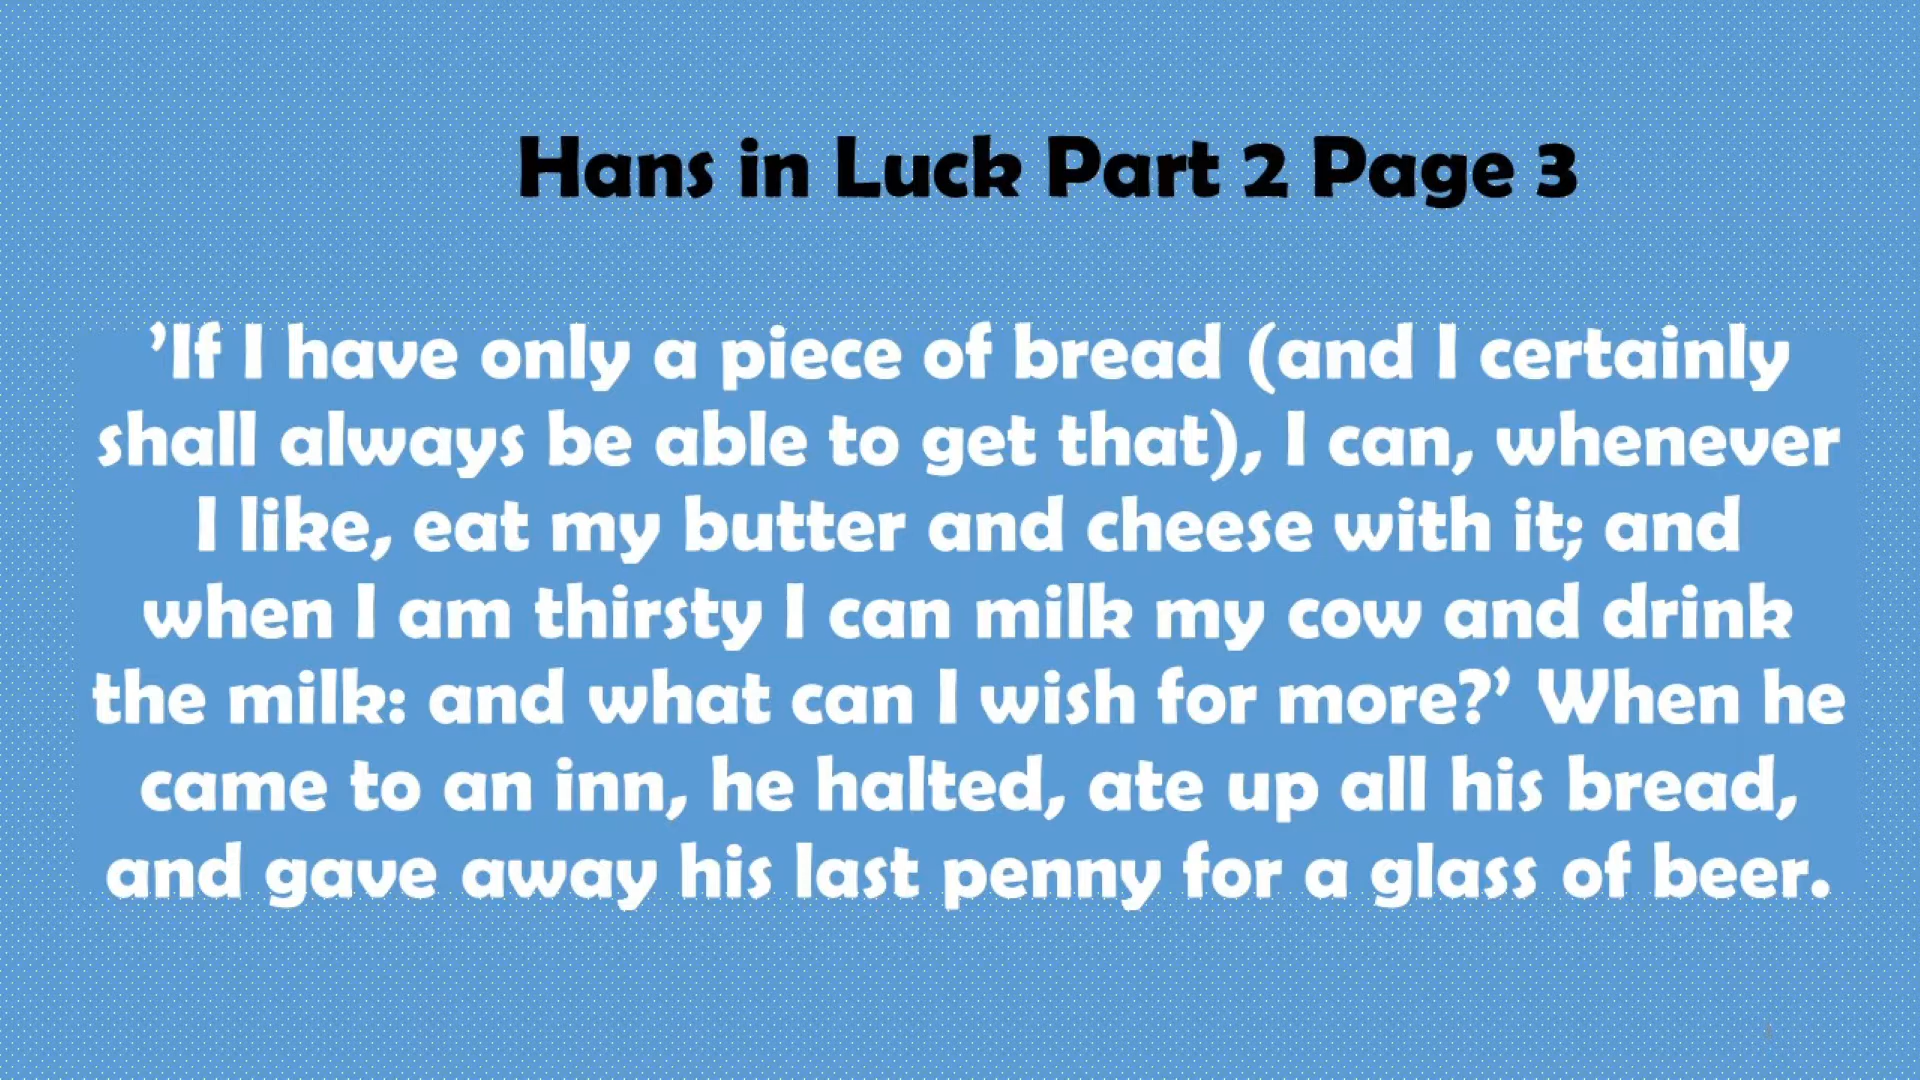 Hans in Luck Part 2 Page 3
’If I have only a piece of bread (and I certainly
shall always be able to get that), I can, whenever
I like, eat my butter and cheese with it; and
when I am thirsty I can milk my cow and drink
the milk: and what can I wish for more?’ When he
came to an inn, he halted, ate up all his bread,
and gave away his last penny for a glass of beer.